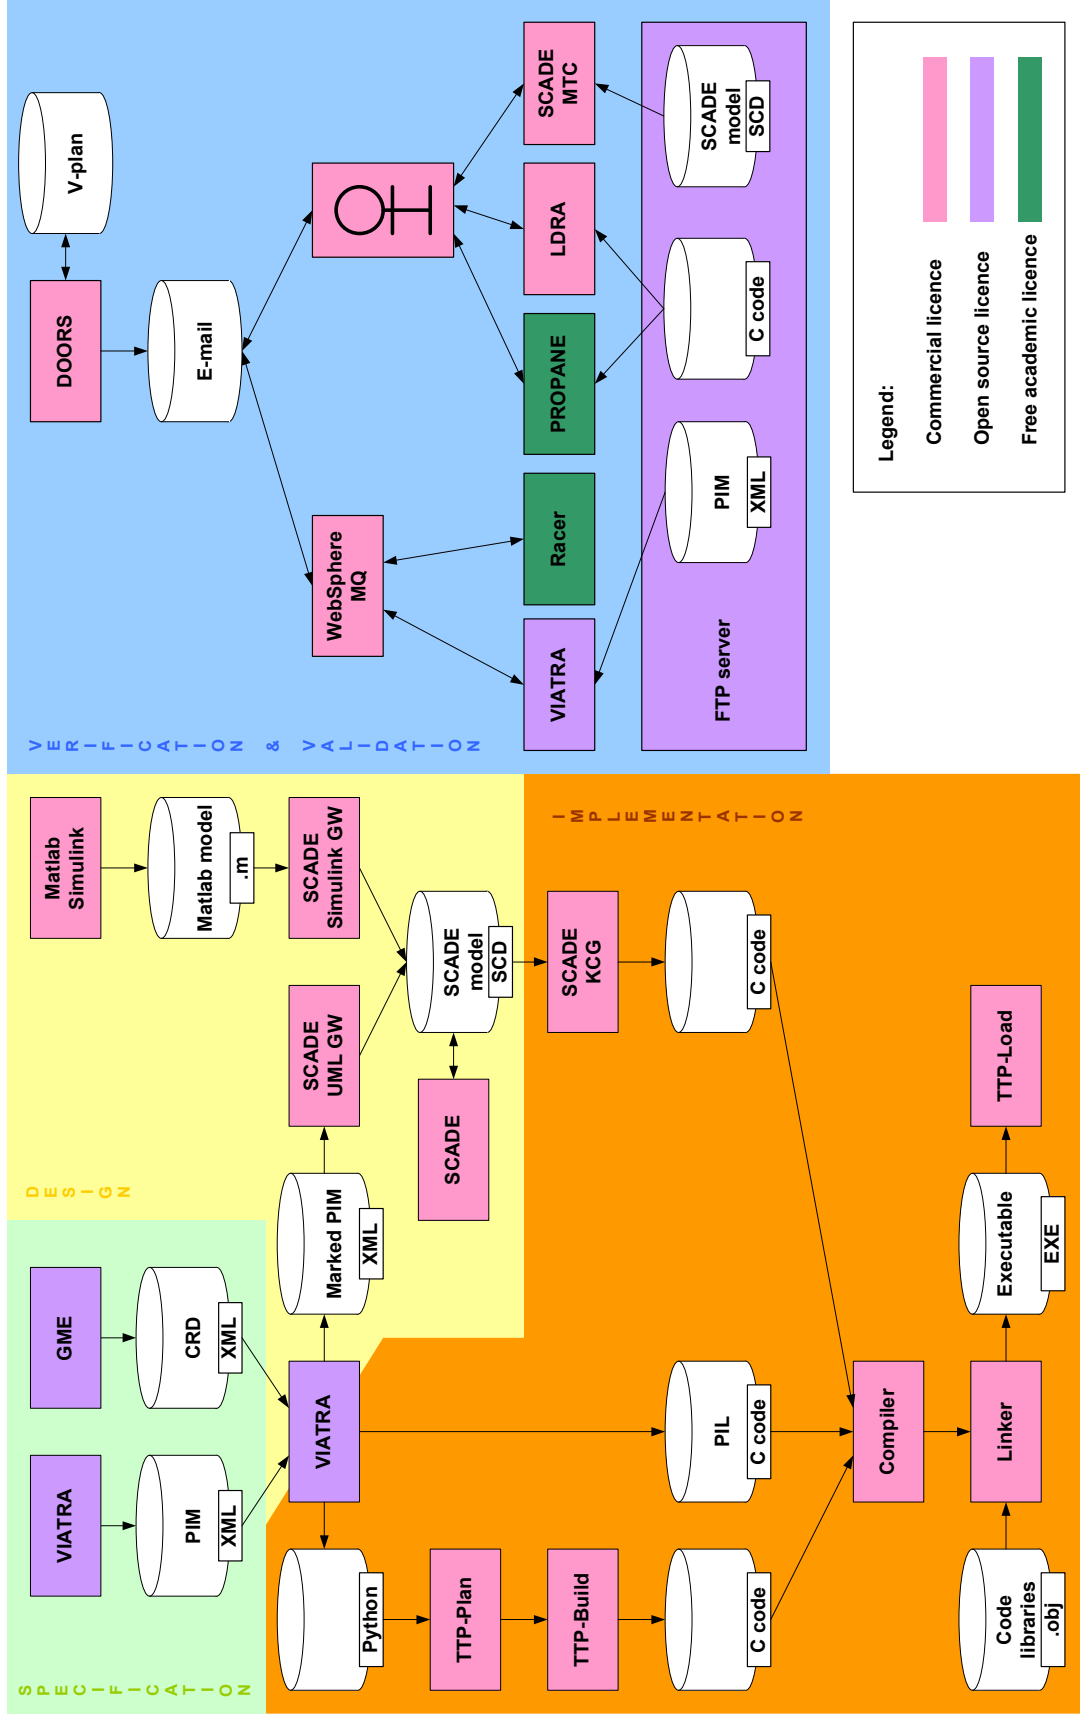 SPECIFICATION
VIATRA
PIM
XML
GME
CRD
XML
DESIGN
VIATRA
Marked PIM
XML
SCADE
UML GW
Matlab
Simulink
Matlab model
.m
SCADE
Simulink GW
SCADE
SCADE
model
SCD
IMPLEMENTATION
Python
TTP-Plan
TTP-Build
C code
PIL
C code
SCADE
KCG
C code
Compiler
Code
libraries
.obj
Linker
Executable
EXE
TTP-Load
VERIFICATION & VALIDATION
DOORS
V-plan
E-mail
WebSphere
MQ
VIATRA
Racer
PROPANE
LDRA
SCADE
MTC
FTP server
PIM
XML
C code
SCADE
model
SCD
Legend:
Commercial licence
Open source licence
Free academic licence